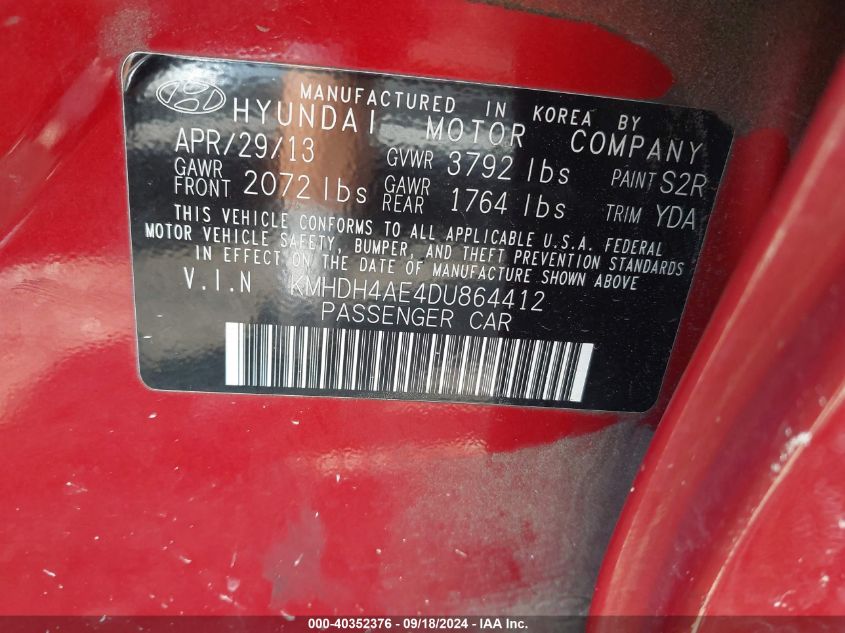 MANUFACTURED IN KOREA BY
HYUNDAI MOTOR COMPANY
APR/29/13 GVWR 3792 lbs PAINT S2R
GAWR FRONT 2072 lbs GAWR REAR 1764 lbs TRIM YDA
THIS VEHICLE CONFORMS TO ALL APPLICABLE U.S.A. FEDERAL
MOTOR VEHICLE SAFETY, BUMPER, AND THEFT PREVENTION STANDARDS
IN EFFECT ON THE DATE OF MANUFACTURE SHOWN ABOVE
V.I.N KMHDH4AE4DU864412
PASSENGER CAR
000-40352376 - 09/18/2024 - IAA Inc.